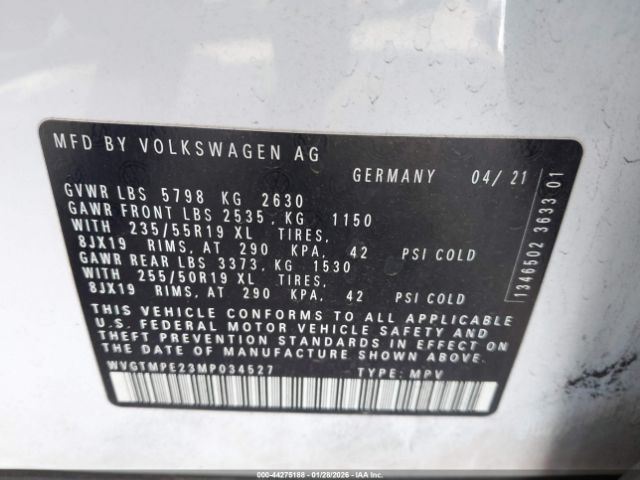 MFD BY VOLKSWAGEN AG
GERMANY 04/21
GVWR LBS 5798 KG 2630
GAWR FRONT LBS 2535, KG 1150
WITH 235/55R19 XL TIRES,
8JX19 RIMS, AT 290 KPA, 42 PSI COLD
GAWR REAR LBS 3373, KG 1530
WITH 255/50R19 XL TIRES,
8JX19 RIMS, AT 290 KPA, 42 PSI COLD
THIS VEHICLE CONFORMS TO ALL APPLICABLE
U.S. FEDERAL MOTOR VEHICLE SAFETY AND
THEFT PREVENTION STANDARDS IN EFFECT ON
THE DATE OF MANUFACTURE SHOWN ABOVE.
WVGTMPE23MP034527 TYPE: MPV
1346502 3633 01
000-44275188 - 01/28/2026 - IAA Inc.